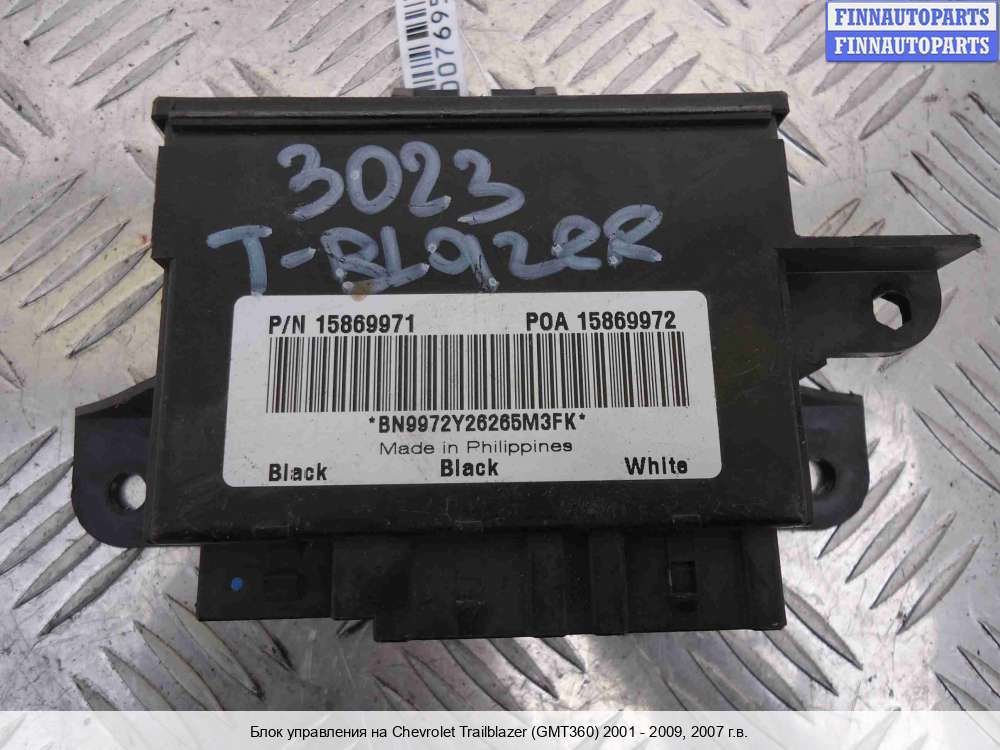 FINNAUTOPARTS
FINNAUTOPARTS
3023
T-BLAZER
P/N 15869971 POA 15869972
*BN9972Y26265M3FK*
Made in Philippines
Black Black White
Блок управления на Chevrolet Trailblazer (GMT360) 2001 - 2009, 2007 г.в.